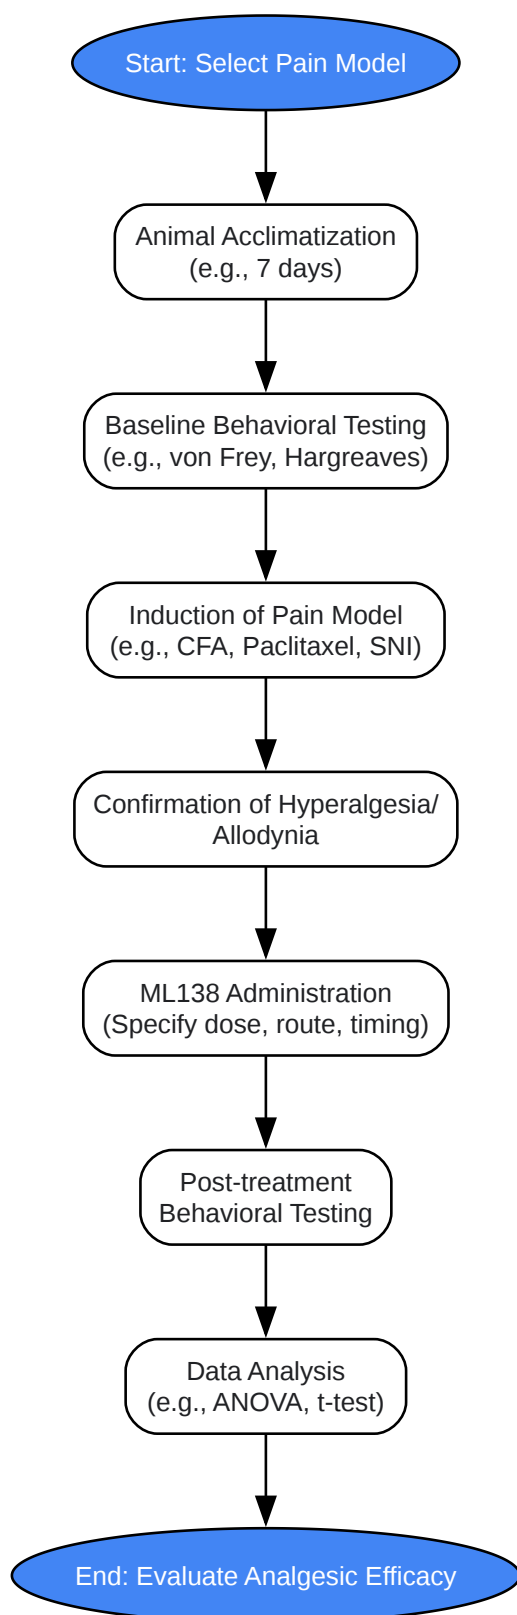 Start: Select Pain Model
Animal Acclimatization
(e.g., 7 days)
Baseline Behavioral Testing
(e.g., von Frey, Hargreaves)
Induction of Pain Model
(e.g., CFA, Paclitaxel, SNI)
Confirmation of Hyperalgesia/
Allodynia
ML138 Administration
(Specify dose, route, timing)
Post-treatment
Behavioral Testing
Data Analysis
(e.g., ANOVA, t-test)
End: Evaluate Analgesic Efficacy